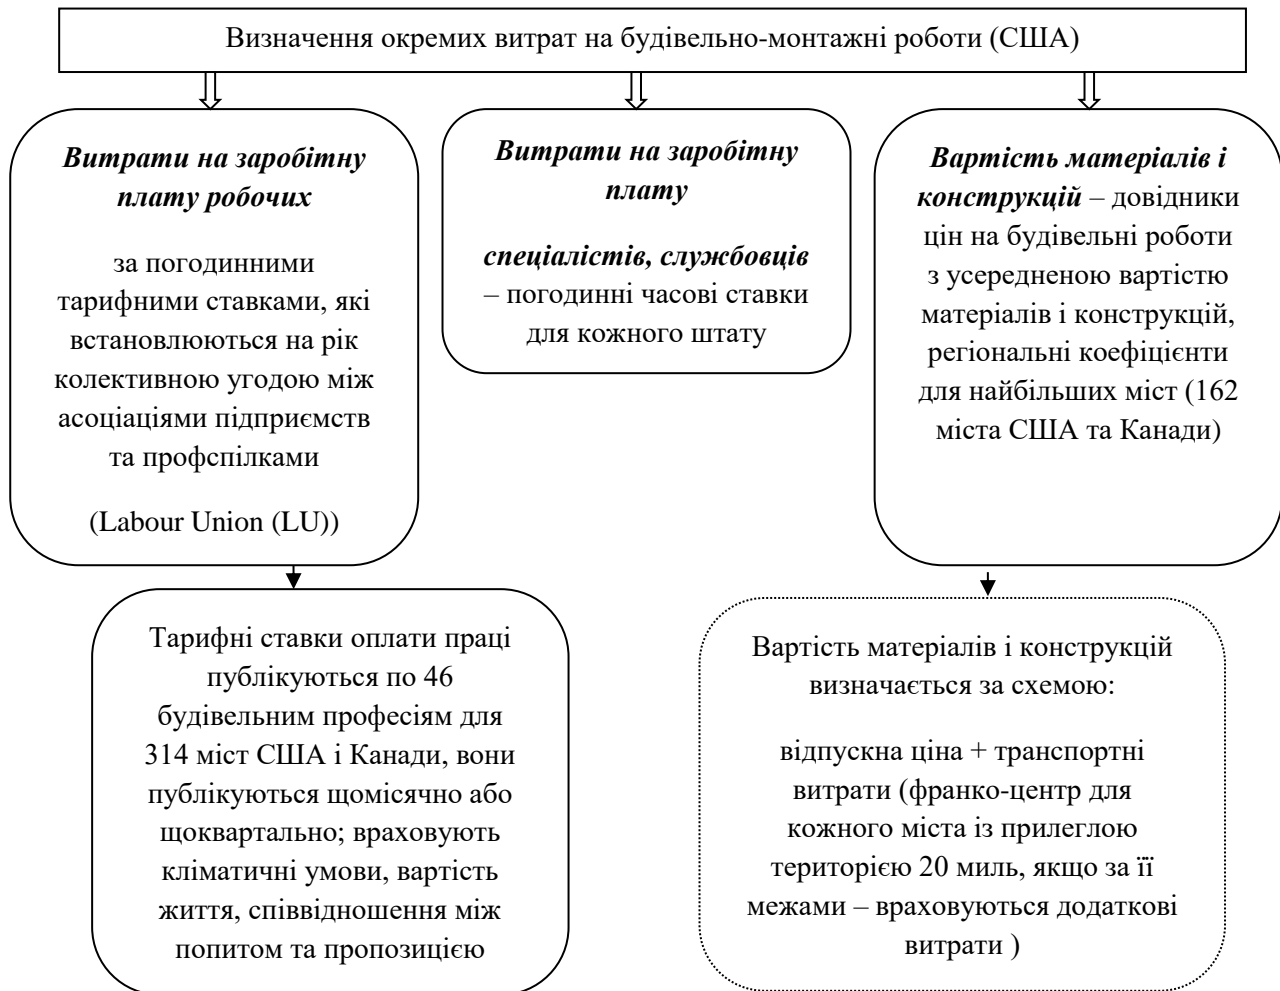 Визначення окремих витрат на будівельно-монтажні роботи (США)
Витрати на заробітну
плату робочих
за погодинними
тарифними ставками, які
встановлюються на рік
колективною угодою між
асоціаціями підприємств
та профспілками
(Labour Union (LU))
Витрати на заробітну
плату
спеціалістів, службовців
– погодинні часові ставки
для кожного штату
Вартість матеріалів і
конструкцій – довідники
цін на будівельні роботи
з усередненою вартістю
матеріалів і конструкцій,
регіональні коефіцієнти
для найбільших міст (162
міста США та Канади)
Тарифні ставки оплати праці
публікуються по 46
будівельним професіям для
314 міст США і Канади, вони
публікуються щомісячно або
щоквартально; враховують
кліматичні умови, вартість
життя, співвідношення між
попитом та пропозицією
Вартість матеріалів і конструкцій
визначається за схемою:
відпускна ціна + транспортні
витрати (франко-центр для
кожного міста із прилеглою
територією 20 миль, якщо за її
межами – враховуються додаткові
витрати )